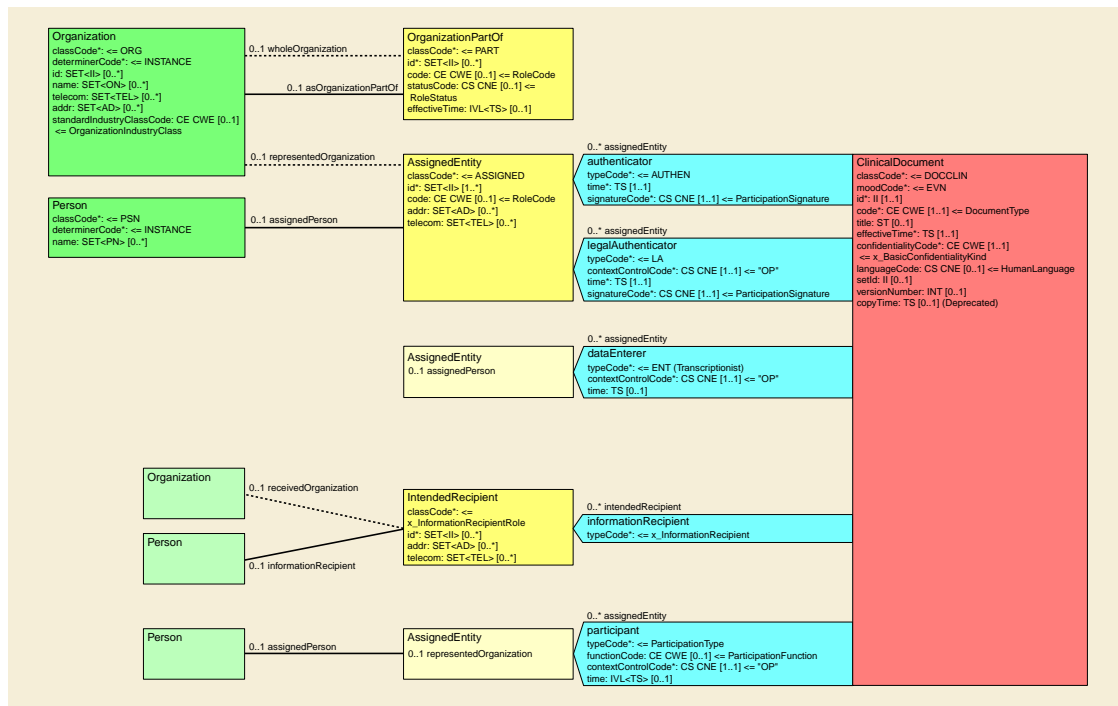 Organization
classCode*: <= ORG
determinerCode*: <= INSTANCE
id: SET<II> [0..*]
name: SET<ON> [0..*]
telecom: SET<TEL> [0..*]
addr: SET<AD> [0..*]
standardIndustryClassCode: CE CWE [0..1]
<= OrganizationIndustryClass
0..1 wholeOrganization
0..1 asOrganizationPartOf
OrganizationPartOf
classCode*: <= PART
id*: SET<II> [0..*]
code: CE CWE [0..1] <= RoleCode
statusCode: CS CNE [0..1] <=
RoleStatus
effectiveTime: IVL<TS> [0..1]
0..1 representedOrganization
Person
classCode*: <= PSN
determinerCode*: <= INSTANCE
name: SET<PN> [0..*]
0..1 assignedPerson
AssignedEntity
classCode*: <= ASSIGNED
id*: SET<II> [1..*]
code: CE CWE [0..1] <= RoleCode
addr: SET<AD> [0..*]
telecom: SET<TEL> [0..*]
0..* assignedEntity
authenticator
typeCode*: <= AUTHEN
time*: TS [1..1]
signatureCode*: CS CNE [1..1] <= ParticipationSignature
0..* assignedEntity
legalAuthenticator
typeCode*: <= LA
contextControlCode*: CS CNE [1..1] <= "OP"
time*: TS [1..1]
signatureCode*: CS CNE [1..1] <= ParticipationSignature
ClinicalDocument
classCode*: <= DOCCLIN
moodCode*: <= EVN
id*: II [1..1]
code*: CE CWE [1..1] <= DocumentType
title: ST [0..1]
effectiveTime*: TS [1..1]
confidentialityCode*: CE CWE [1..1]
<= x_BasicConfidentialityKind
languageCode: CS CNE [0..1] <= HumanLanguage
setId: II [0..1]
versionNumber: INT [0..1]
copyTime: TS [0..1] (Deprecated)
AssignedEntity
0..1 assignedPerson
0..* assignedEntity
dataEnterer
typeCode*: <= ENT (Transcriptionist)
contextControlCode*: CS CNE [1..1] <= "OP"
time: TS [0..1]
Organization
0..1 receivedOrganization
Person
0..1 informationRecipient
IntendedRecipient
classCode*: <=
x_InformationRecipientRole
id*: SET<II> [0..*]
addr: SET<AD> [0..*]
telecom: SET<TEL> [0..*]
0..* intendedRecipient
informationRecipient
typeCode*: <= x_InformationRecipient
Person
0..1 assignedPerson
AssignedEntity
0..1 representedOrganization
0..* assignedEntity
participant
typeCode*: <= ParticipationType
functionCode: CE CWE [0..1] <= ParticipationFunction
contextControlCode*: CS CNE [1..1] <= "OP"
time: IVL<TS> [0..1]